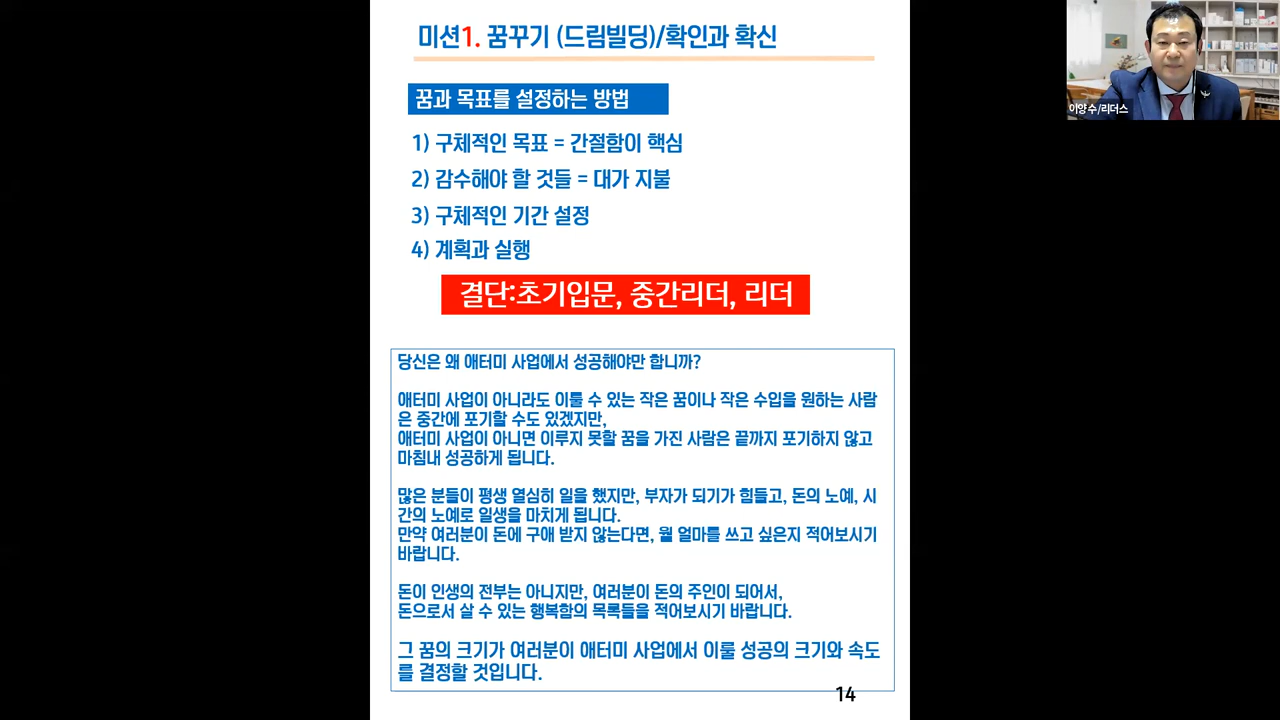 미션1. 꿈꾸기 (드림빌딩)/확인과 확신
이양수/리더스
꿈과 목표를 설정하는 방법
1) 구체적인 목표 = 간절함이 핵심
2) 감수해야 할 것들 = 대가 지불
3) 구체적인 기간 설정
4) 계획과 실행
결단:초기입문, 중간리더, 리더
당신은 왜 애터미 사업에서 성공해야만 합니까?
애터미 사업이 아니라도 이룰 수 있는 작은 꿈이나 작은 수입을 원하는 사람
은 중간에 포기할 수도 있겠지만,
애터미 사업이 아니면 이루지 못할 꿈을 가진 사람은 끝까지 포기하지 않고
마침내 성공하게 됩니다.
많은 분들이 평생 열심히 일을 했지만, 부자가 되기가 힘들고, 돈의 노예, 시
간의 노예로 일생을 마치게 됩니다.
만약 여러분이 돈에 구애 받지 않는다면, 월 얼마를 쓰고 싶은지 적어보시기
바랍니다.
돈이 인생의 전부는 아니지만, 여러분이 돈의 주인이 되어서,
돈으로서 살 수 있는 행복함의 목록들을 적어보시기 바랍니다.
그 꿈의 크기가 여러분이 애터미 사업에서 이룰 성공의 크기와 속도
를 결정할 것입니다.
14